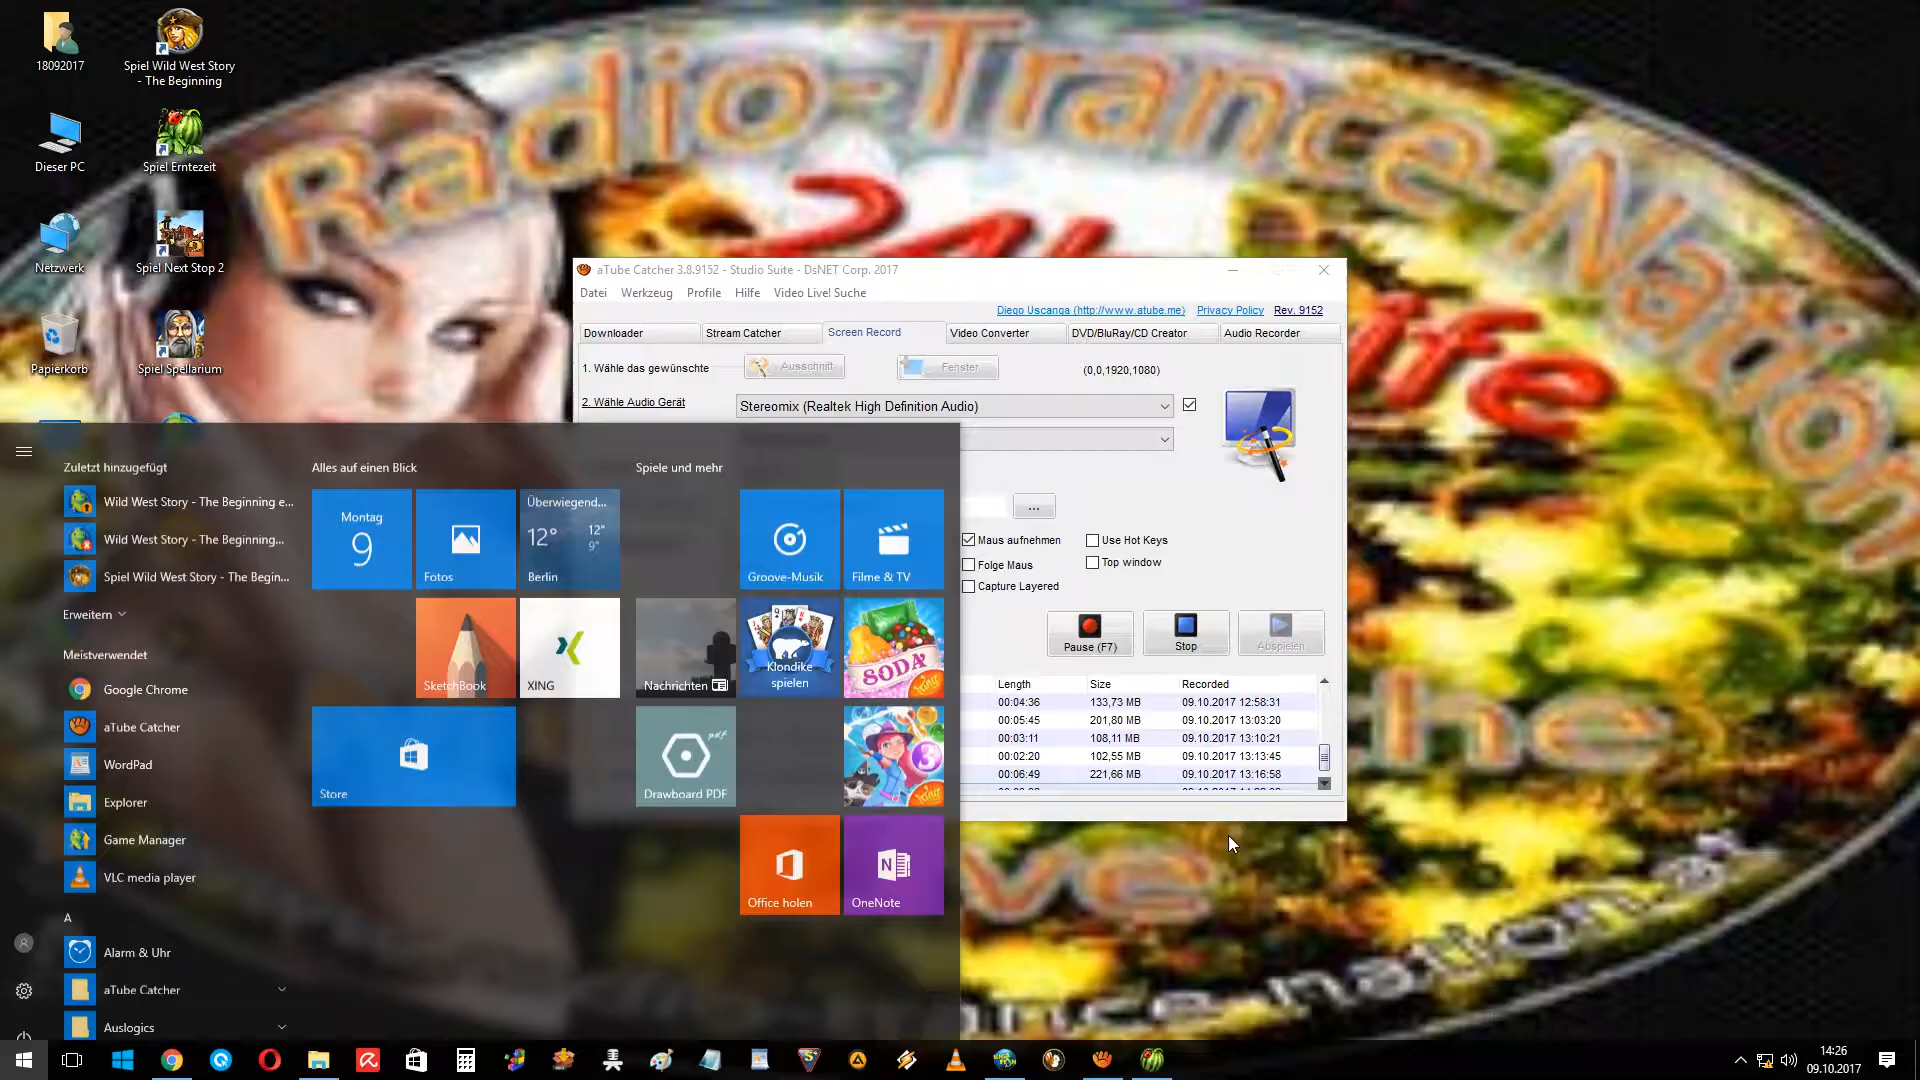 Radio-Trance-Nation
24h
18092017
Spiel Wild West Story
- The Beginning
Dieser PC
Spiel Erntezeit
Netzwerk
Spiel Next Stop 2
Papierkorb
Spiel Spellarium
aTube Catcher 3.8.9152 - Studio Suite - DsNET Corp. 2017
Datei Werkzeug Profile Hilfe Video Live! Suche
Diego Uscanga (http://www.atube.me) Privacy Policy Rev. 9152
Downloader Stream Catcher Screen Record Video Converter DVD/BluRay/CD Creator Audio Recorder
1. Wähle das gewünschte Ausschnitt Fenster (0,0,1920,1080)
2. Wähle Audio Gerät Stereomix (Realtek High Definition Audio)
...
Maus aufnehmen Use Hot Keys
Folge Maus Top window
Capture Layered
Pause (F7) Stop Abspielen
Length Size Recorded
00:04:36 133,73 MB 09.10.2017 12:58:31
00:05:45 201,80 MB 09.10.2017 13:03:20
00:03:11 108,11 MB 09.10.2017 13:10:21
00:02:20 102,55 MB 09.10.2017 13:13:45
00:06:49 221,66 MB 09.10.2017 13:16:58
Zuletzt hinzugefügt
Wild West Story - The Beginning e...
Wild West Story - The Beginning...
Spiel Wild West Story - The Begin...
Erweitern
Meistverwendet
Google Chrome
aTube Catcher
WordPad
Explorer
Game Manager
VLC media player
A
Alarm & Uhr
aTube Catcher
Auslogics
Alles auf einen Blick
Montag
9
Fotos
Überwiegend...
12° 12°
9°
Berlin
SketchBook
XING
Store
Spiele und mehr
Groove-Musik
Filme & TV
Nachrichten
Klondike
spielen
SODA
King
Drawboard PDF
pdf
3
King
Office holen
N
OneNote
14:26
09.10.2017